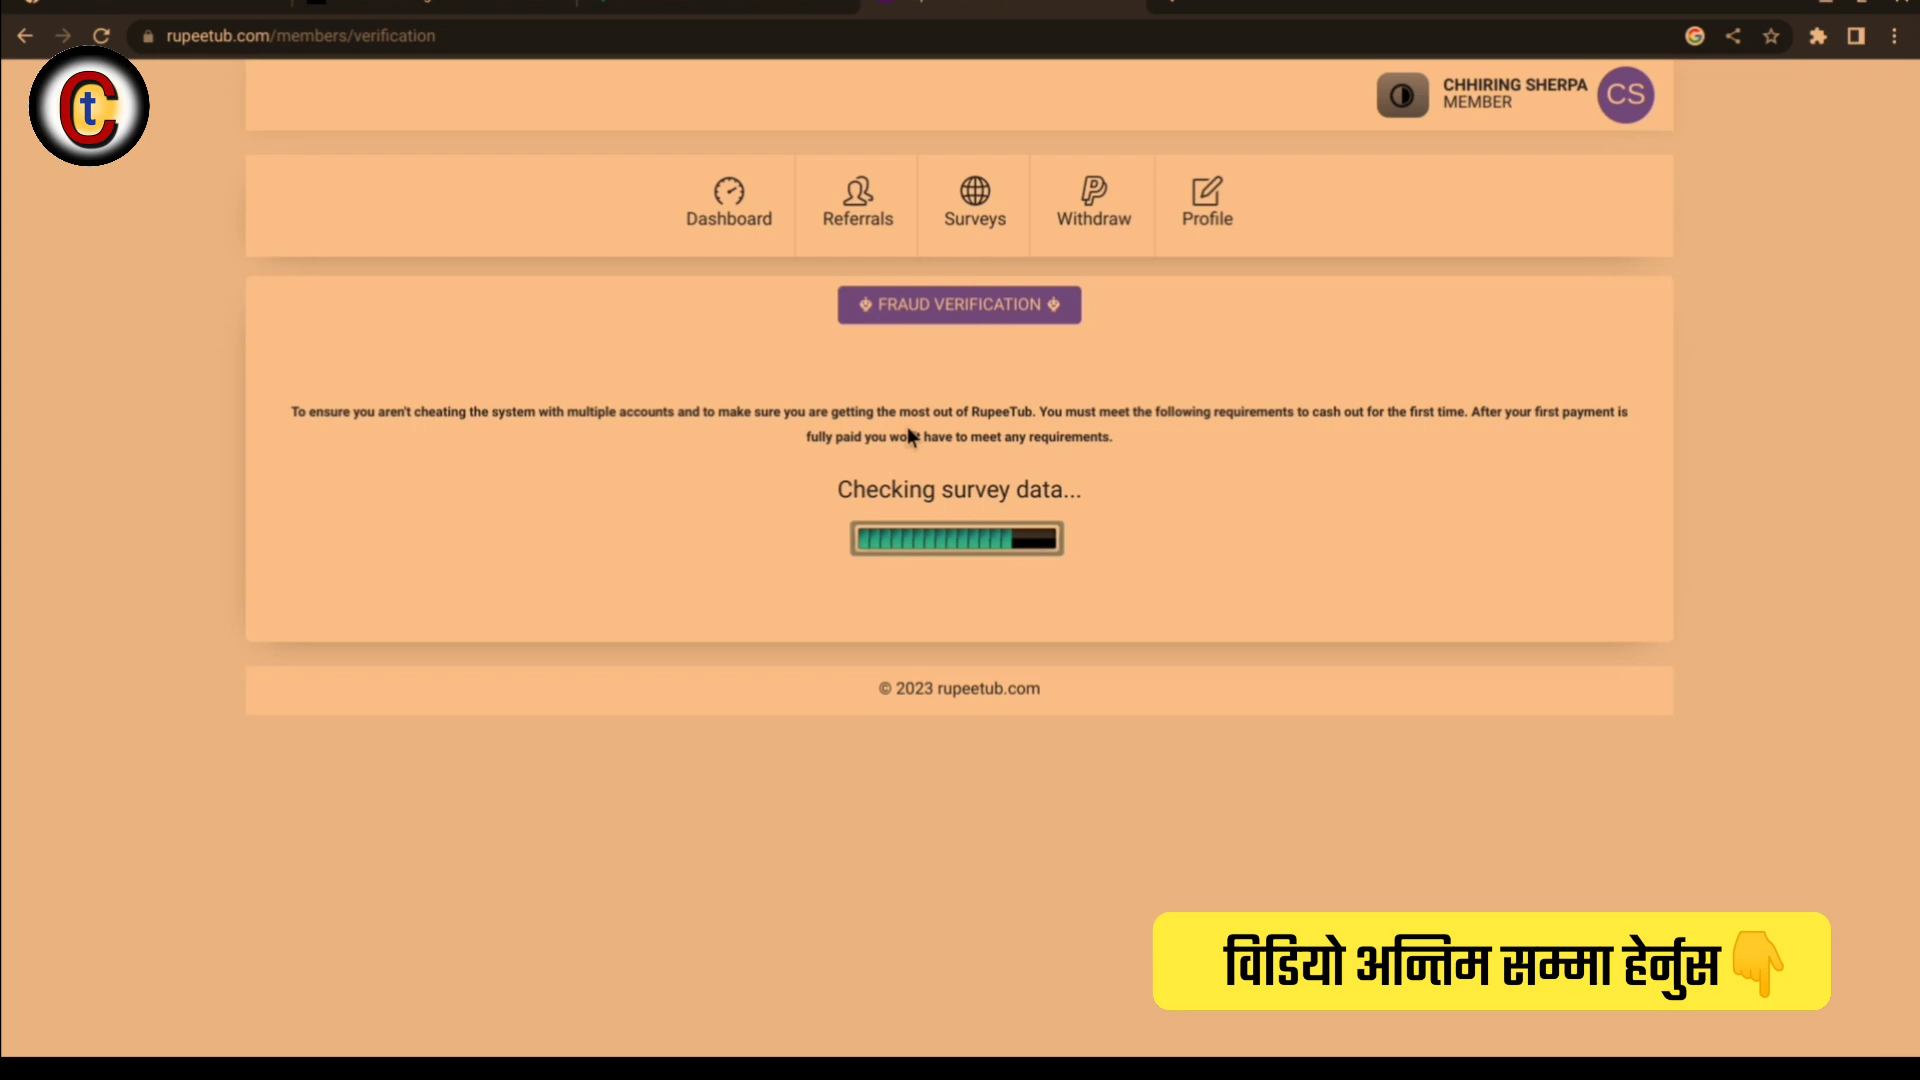 rupeetub.com/members/verification
Ct
CHHIRING SHERPA
MEMBER
CS
Dashboard
Referrals
Surveys
Withdraw
Profile
FRAUD VERIFICATION
To ensure you aren't cheating the system with multiple accounts and to make sure you are getting the most out of RupeeTub. You must meet the following requirements to cash out for the first time. After your first payment is
fully paid you won't have to meet any requirements.
Checking survey data...
© 2023 rupeetub.com
विडियो अन्तिम सम्मा हेर्नुस